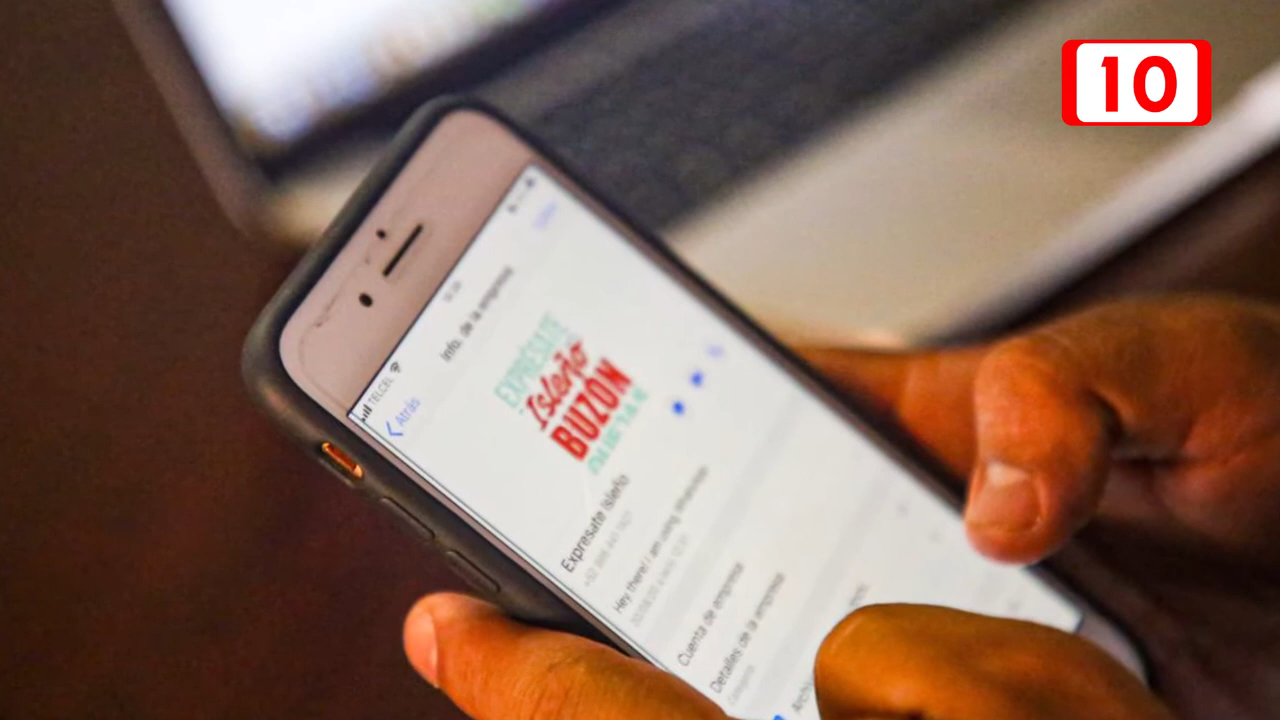 10
TELCEL
Atrás
Info. de la empresa
EXPRÉSATE
Isleño
BUZÓN
Expresate Isleño
Hey there! I am using WhatsApp
Cuenta de empresa
Detalles de la empresa